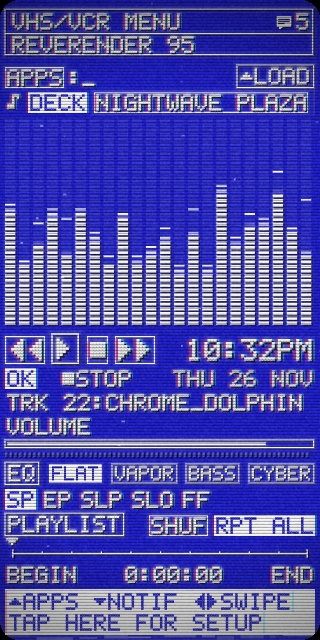 VHS/VCR MENU 5
REVERENDER 95
APPS:_ LOAD
DECK NIGHTWAVE PLAZA
10:32PM
OK STOP THU 26 NOV
TRK 22:CHROME_DOLPHIN
VOLUME
EQ FLAT VAPOR BASS CYBER
SP EP SLP SLO FF
PLAYLIST SHUF RPT ALL
BEGIN 0:00:00 END
APPS NOTIF SWIPE
TAP HERE FOR SETUP